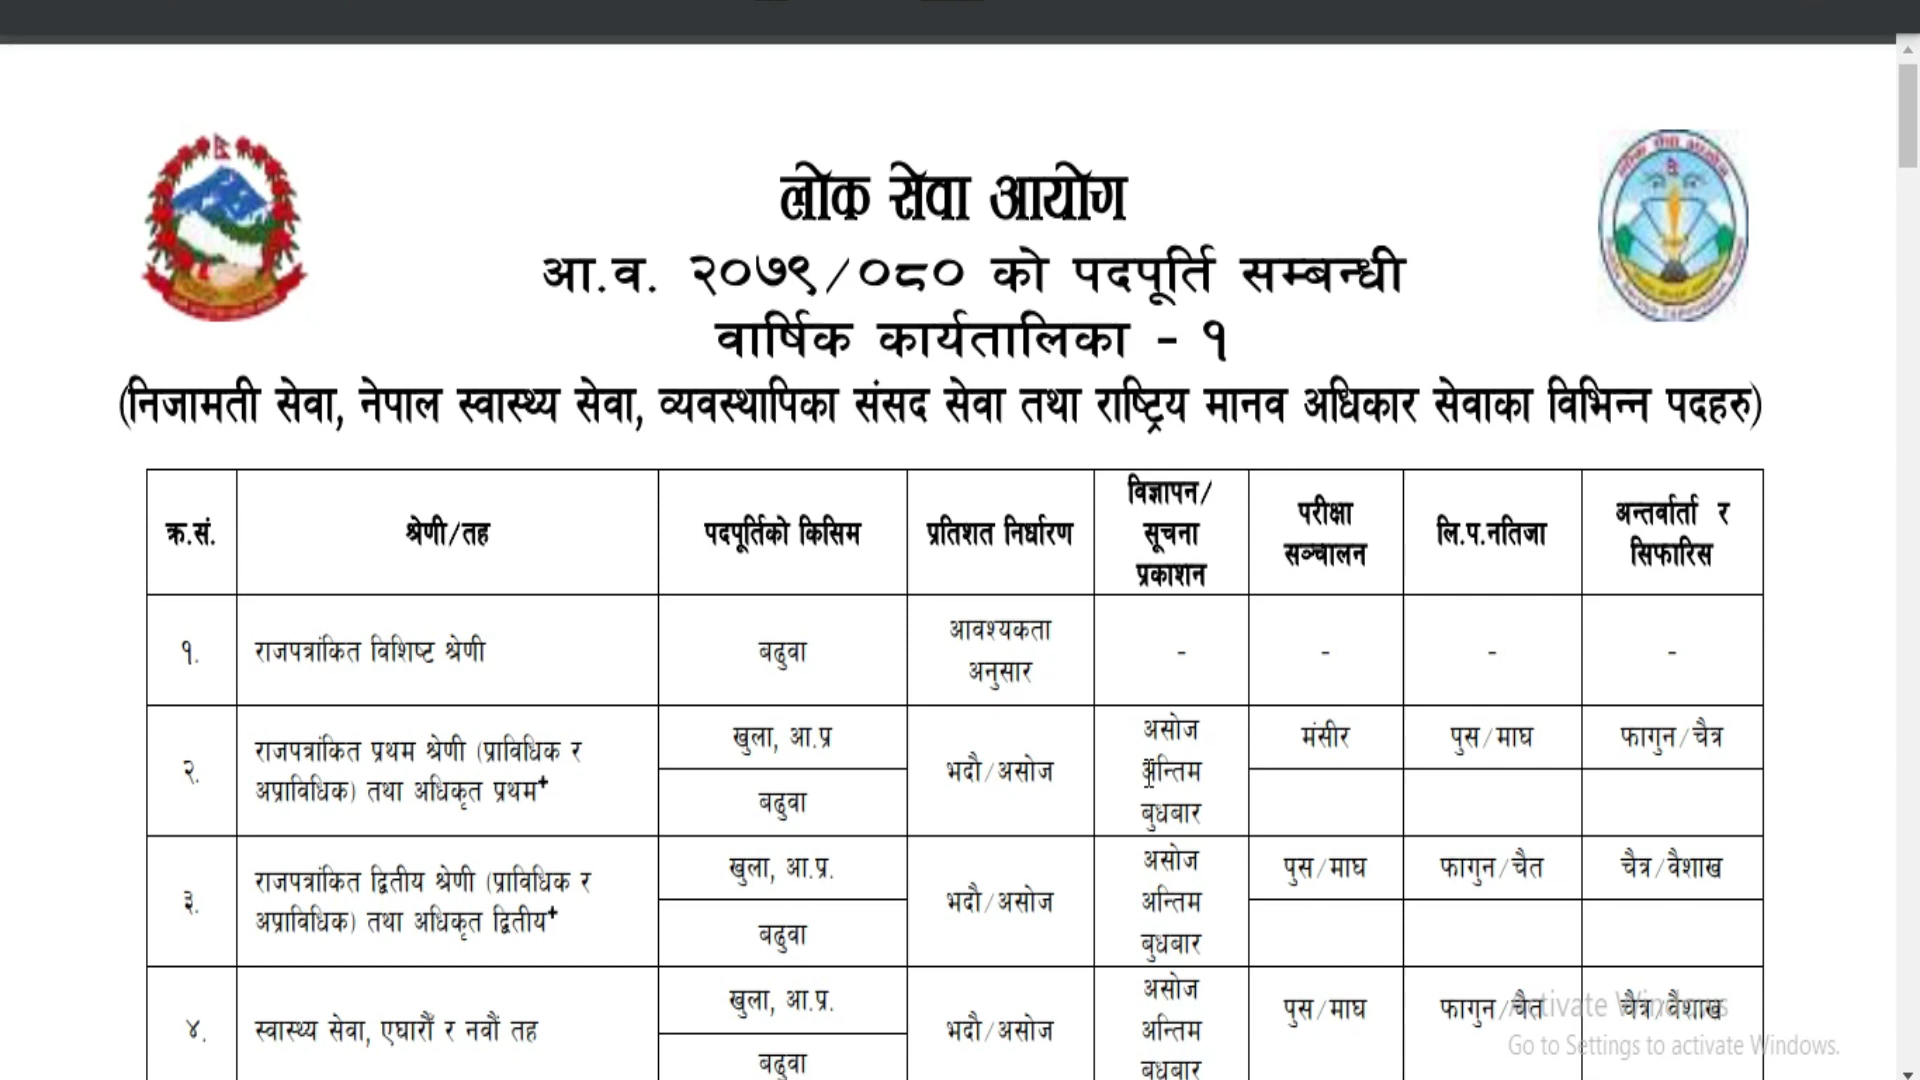 लोक सेवा आयोग
आ.व. २०७९/०८० को पदपूर्ति सम्बन्धी
वार्षिक कार्यतालिका - १
(निजामती सेवा, नेपाल स्वास्थ्य सेवा, व्यवस्थापिका संसद सेवा तथा राष्ट्रिय मानव अधिकार सेवाका विभिन्न पदहरु)
क्र.सं.
श्रेणी/तह
पदपूर्तिको किसिम
प्रतिशत निर्धारण
विज्ञापन/
सूचना
प्रकाशन
परीक्षा
सञ्चालन
लि.प.नतिजा
अन्तर्वार्ता र
सिफारिस
१.
राजपत्रांकित विशिष्ट श्रेणी
बढुवा
आवश्यकता
अनुसार
-
-
-
-
२.
राजपत्रांकित प्रथम श्रेणी (प्राविधिक र
अप्राविधिक) तथा अधिकृत प्रथम+
खुला, आ.प्र
बढुवा
भदौ/असोज
असोज
अन्तिम
बुधबार
मंसीर
पुस/माघ
फागुन/चैत्र
३.
राजपत्रांकित द्वितीय श्रेणी (प्राविधिक र
अप्राविधिक) तथा अधिकृत द्वितीय+
खुला, आ.प्र.
बढुवा
भदौ/असोज
असोज
अन्तिम
बुधबार
पुस/माघ
फागुन/चैत
चैत्र/वैशाख
४.
स्वास्थ्य सेवा, एघारौं र नवौं तह
खुला, आ.प्र.
बढुवा
भदौ/असोज
असोज
अन्तिम
बुधबार
पुस/माघ
फागुन/चैत
चैत्र/वैशाख
Activate Windows
Go to Settings to activate Windows.